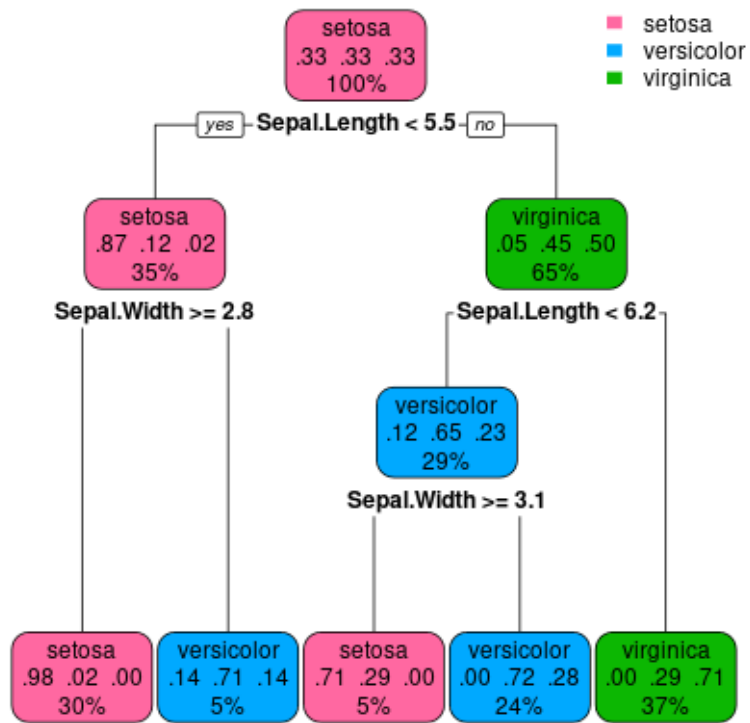 setosa
.33 .33 .33
100%
setosa
versicolor
virginica
yes Sepal.Length < 5.5 no
setosa
.87 .12 .02
35%
virginica
.05 .45 .50
65%
Sepal.Width >= 2.8
Sepal.Length < 6.2
versicolor
.12 .65 .23
29%
Sepal.Width >= 3.1
setosa
.98 .02 .00
30%
versicolor
.14 .71 .14
5%
setosa
.71 .29 .00
5%
versicolor
.00 .72 .28
24%
virginica
.00 .29 .71
37%